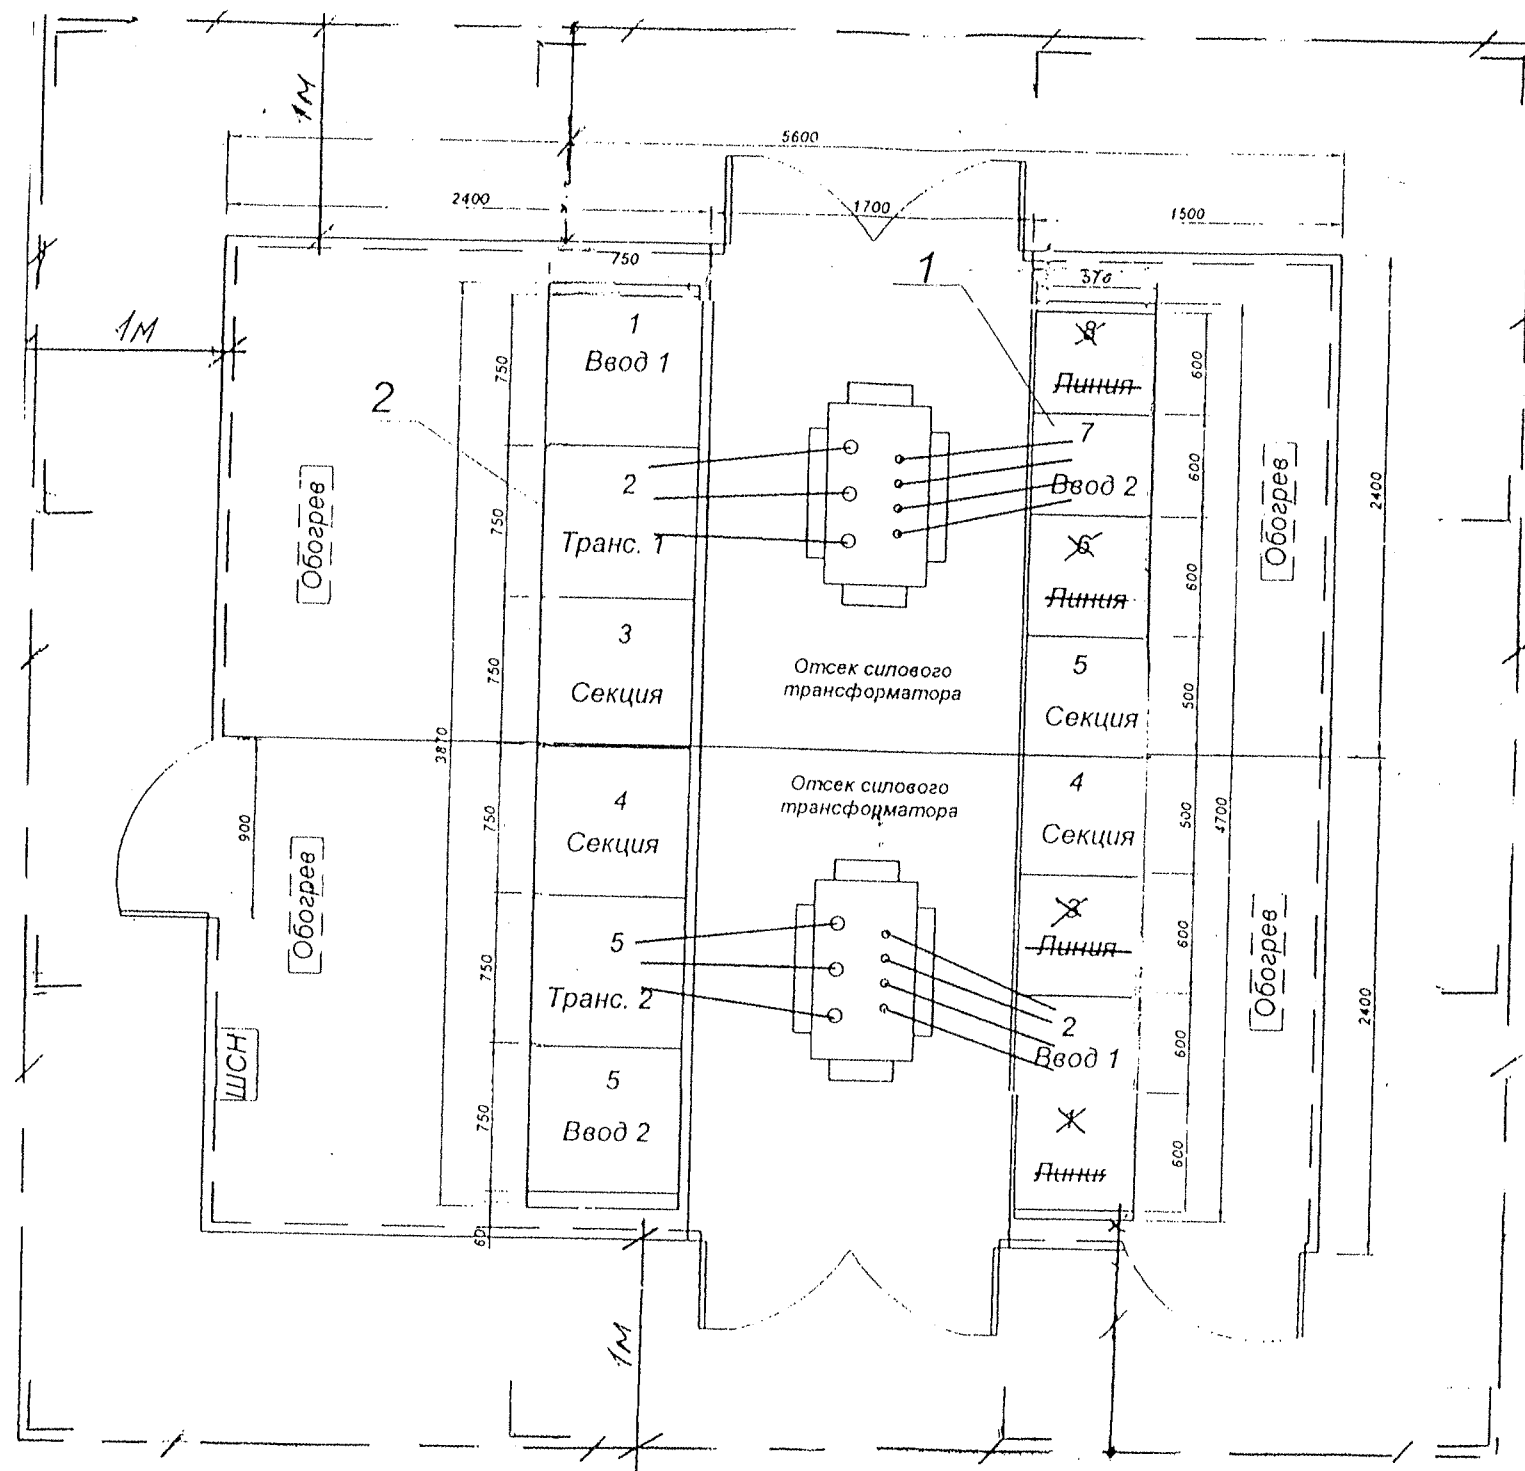 1М
5600
2400
1700
1500
750
1
370
1М
2
1
Ввод 1
750
2
Транс. 1
750
3
Секция
750
3870
4
Секция
750
5
Транс. 2
750
5
Ввод 2
750
60
Обогрев
Обогрев
900
ШСН
Отсек силового
трансформатора
Отсек силового
трансформатора
8
Линия
600
7
Ввод 2
600
6
Линия
600
5
Секция
500
4
Секция
500
4700
3
Линия
600
2
Ввод 1
600
1
Линии
600
Обогрев
Обогрев
2400
2400
1М